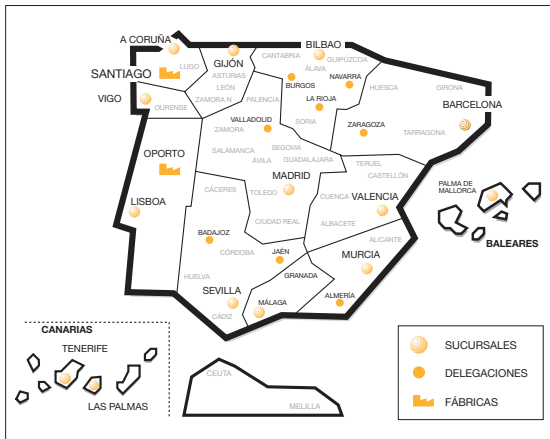 A CORUÑA
LUGO
GIJÓN
ASTURIAS
CANTABRIA
BILBAO
GUIPÚZCOA
ÁLAVA
SANTIAGO
LEÓN
BURGOS
NAVARRA
HUESCA
GIRONA
VIGO
OURENSE
ZAMORA N.
PALENCIA
LA RIOJA
BARCELONA
VALLADOLID
SORIA
ZARAGOZA
TARRAGONA
ZAMORA
OPORTO
SALAMANCA
SEGOVIA
ÁVILA
GUADALAJARA
TERUEL
CASTELLÓN
MADRID
CÁCERES
TOLEDO
CUENCA
PALMA DE
MALLORCA
LISBOA
VALENCIA
CIUDAD REAL
ALBACETE
BADAJOZ
ALICANTE
BALEARES
CÓRDOBA
JAÉN
MURCIA
HUELVA
GRANADA
SEVILLA
MÁLAGA
ALMERÍA
CÁDIZ
CANARIAS
TENERIFE
LAS PALMAS
CEUTA
MELILLA
SUCURSALES
DELEGACIONES
FÁBRICAS